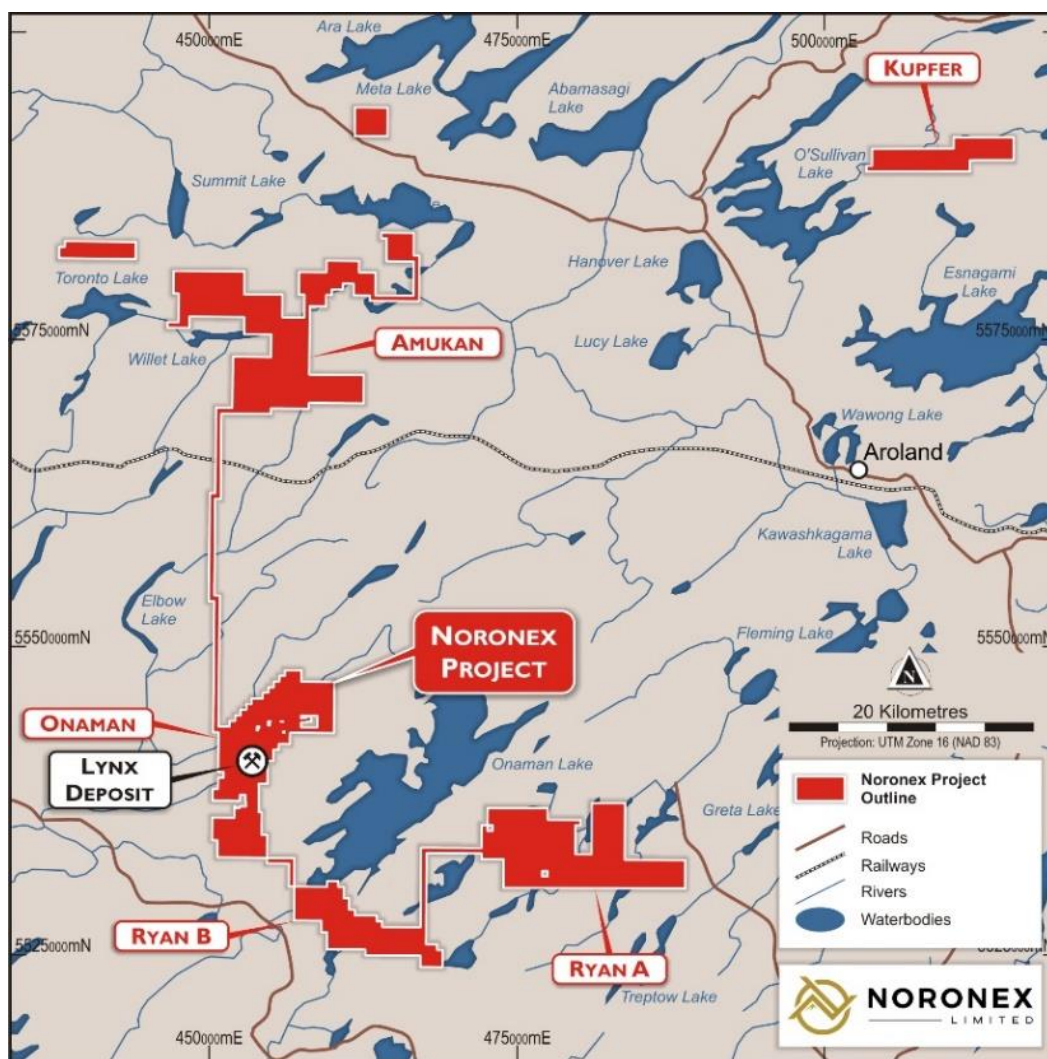 450000mE
475000mE
500000mE
Ara Lake
Meta Lake
Abamasagi
Lake
KUPFER
O'Sullivan
Lake
Summit Lake
Toronto Lake
Hanover Lake
Esnagami
Lake
5575000mN
5575000mN
Willet Lake
AMUKAN
Lucy Lake
Wawong Lake
Aroland
Kawashkagama
Lake
Elbow
Lake
5550000mN
5550000mN
Fleming Lake
NORONEX
PROJECT
N
20 Kilometres
Projection: UTM Zone 16 (NAD 83)
ONAMAN
LYNX
DEPOSIT
Onaman Lake
Greta Lake
Noronex Project
Outline
Roads
Railways
Rivers
Waterbodies
RYAN B
RYAN A
5525000mN
Treptow Lake
450000mE
475000mE
NORONEX
LIMITED